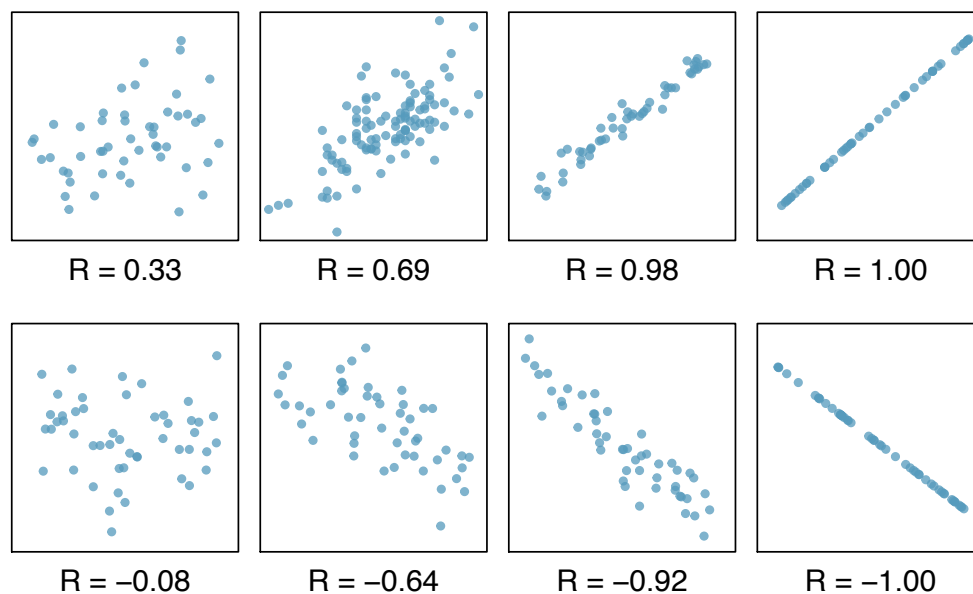 R = 0.33
R = 0.69
R = 0.98
R = 1.00
R = −0.08
R = −0.64
R = −0.92
R = −1.00